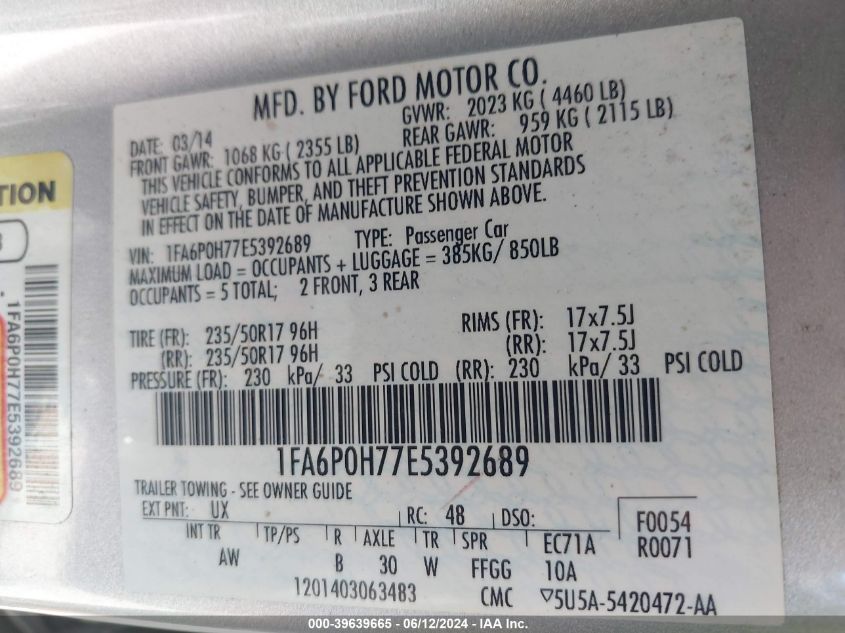 MFD. BY FORD MOTOR CO.
DATE: 03/14 GVWR: 2023 KG ( 4460 LB)
FRONT GAWR: 1068 KG ( 2355 LB) REAR GAWR: 959 KG ( 2115 LB)
THIS VEHICLE CONFORMS TO ALL APPLICABLE FEDERAL MOTOR
VEHICLE SAFETY, BUMPER, AND THEFT PREVENTION STANDARDS
IN EFFECT ON THE DATE OF MANUFACTURE SHOWN ABOVE.
VIN: 1FA6P0H77E5392689 TYPE: Passenger Car
MAXIMUM LOAD = OCCUPANTS + LUGGAGE = 385KG/ 850LB
OCCUPANTS = 5 TOTAL; 2 FRONT, 3 REAR
TIRE (FR): 235/50R17 96H RIMS (FR): 17x7.5J
(RR): 235/50R17 96H (RR): 17x7.5J
PRESSURE (FR): 230 kPa/ 33 PSI COLD (RR): 230 kPa/ 33 PSI COLD
1FA6P0H77E5392689
TRAILER TOWING - SEE OWNER GUIDE
EXT PNT: UX RC: 48 DSO: F0054
INT TR TP/PS R AXLE TR SPR EC71A R0071
AW B 30 W FFGG 10A
1201403063483 CMC ▽5U5A-5420472-AA
TION
1FA6P0H77E5392689
000-39639665 - 06/12/2024 - IAA Inc.